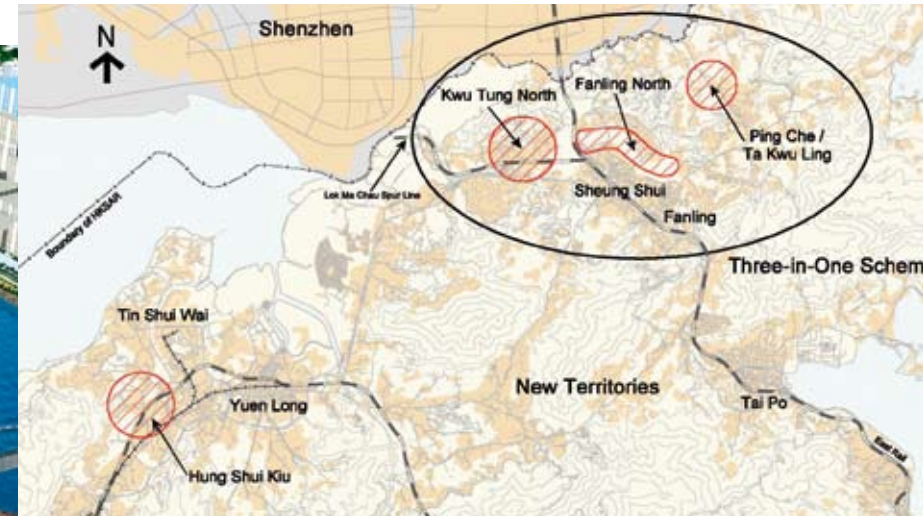 N
Shenzhen
Kwu Tung North
Fanling North
Ping Che /
Ta Kwu Ling
Lok Ma Chau Spur Line
Sheung Shui
Boundary of HKSAR
Fanling
Three-in-One Schem
Tin Shui Wai
New Territories
Yuen Long
Tai Po
Hung Shui Kiu
East Rail